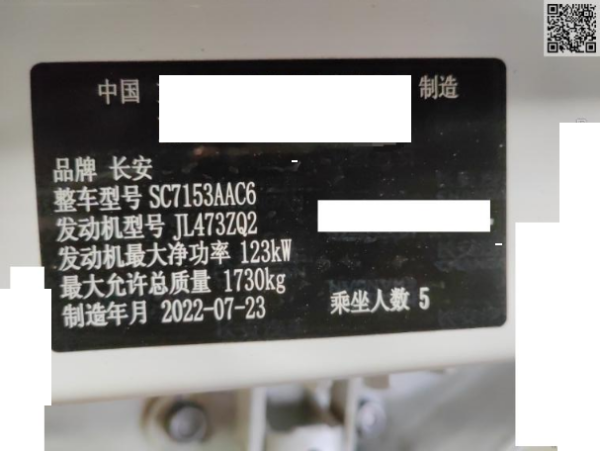 中国 制造
品牌 长安
整车型号 SC7153AAC6
发动机型号 JL473ZQ2
发动机最大净功率 123kW
最大允许总质量 1730kg
制造年月 2022-07-23 乘坐人数 5